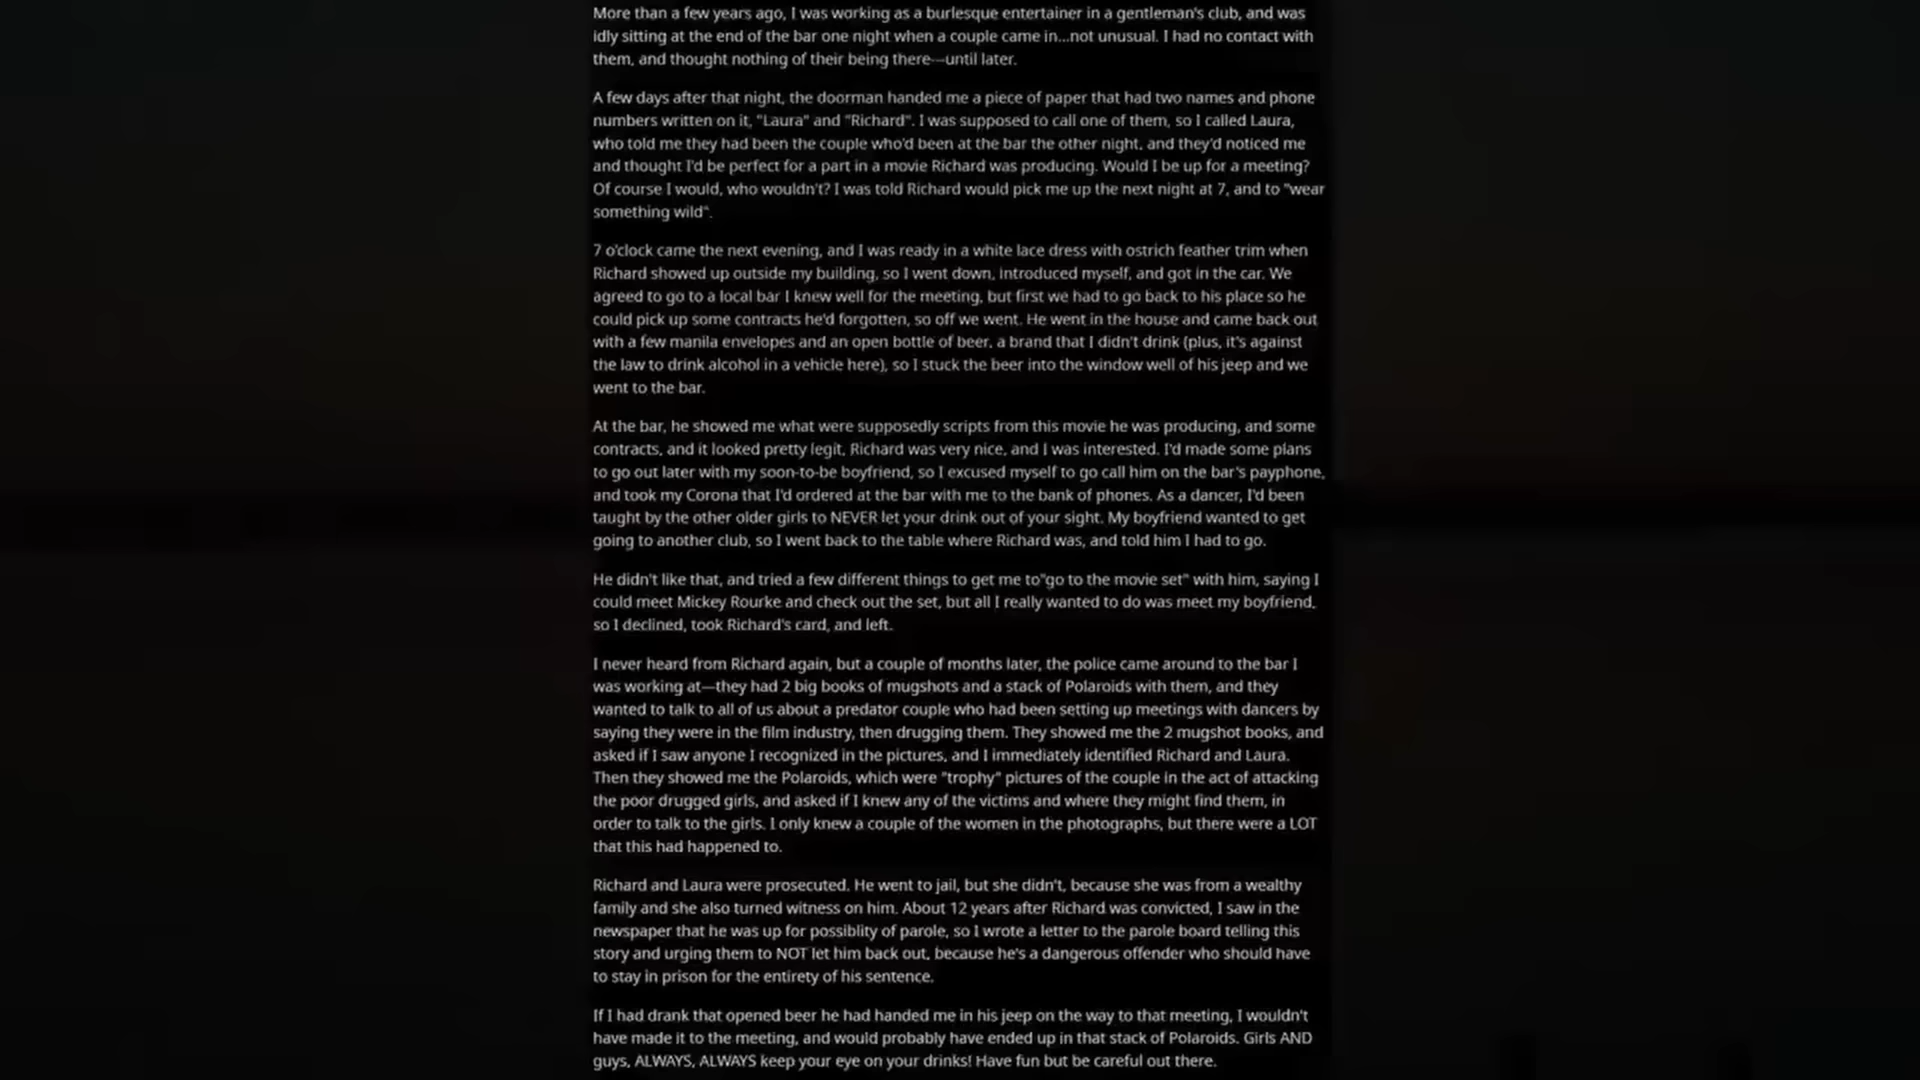 More than a few years ago, I was working as a burlesque entertainer in a gentleman's club, and was
idly sitting at the end of the bar one night when a couple came in...not unusual. I had no contact with
them, and thought nothing of their being there—until later.
A few days after that night, the doorman handed me a piece of paper that had two names and phone
numbers written on it, "Laura" and "Richard". I was supposed to call one of them, so I called Laura,
who told me they had been the couple who'd been at the bar the other night, and they'd noticed me
and thought I'd be perfect for a part in a movie Richard was producing. Would I be up for a meeting?
Of course I would, who wouldn't? I was told Richard would pick me up the next night at 7, and to "wear
something wild".
7 o'clock came the next evening, and I was ready in a white lace dress with ostrich feather trim when
Richard showed up outside my building, so I went down, introduced myself, and got in the car. We
agreed to go to a local bar I knew well for the meeting, but first we had to go back to his place so he
could pick up some contracts he'd forgotten, so off we went. He went in the house and came back out
with a few manila envelopes and an open bottle of beer, a brand that I didn't drink (plus, it's against
the law to drink alcohol in a vehicle here), so I stuck the beer into the window well of his jeep and we
went to the bar.
At the bar, he showed me what were supposedly scripts from this movie he was producing, and some
contracts, and it looked pretty legit, Richard was very nice, and I was interested. I'd made some plans
to go out later with my soon-to-be boyfriend, so I excused myself to go call him on the bar's payphone,
and took my Corona that I'd ordered at the bar with me to the bank of phones. As a dancer, I'd been
taught by the other older girls to NEVER let your drink out of your sight. My boyfriend wanted to get
going to another club, so I went back to the table where Richard was, and told him I had to go.
He didn't like that, and tried a few different things to get me to"go to the movie set" with him, saying I
could meet Mickey Rourke and check out the set, but all I really wanted to do was meet my boyfriend,
so I declined, took Richard's card, and left.
I never heard from Richard again, but a couple of months later, the police came around to the bar I
was working at—they had 2 big books of mugshots and a stack of Polaroids with them, and they
wanted to talk to all of us about a predator couple who had been setting up meetings with dancers by
saying they were in the film industry, then drugging them. They showed me the 2 mugshot books, and
asked if I saw anyone I recognized in the pictures, and I immediately identified Richard and Laura.
Then they showed me the Polaroids, which were "trophy" pictures of the couple in the act of attacking
the poor drugged girls, and asked if I knew any of the victims and where they might find them, in
order to talk to the girls. I only knew a couple of the women in the photographs, but there were a LOT
that this had happened to.
Richard and Laura were prosecuted. He went to jail, but she didn't, because she was from a wealthy
family and she also turned witness on him. About 12 years after Richard was convicted, I saw in the
newspaper that he was up for possiblity of parole, so I wrote a letter to the parole board telling this
story and urging them to NOT let him back out, because he's a dangerous offender who should have
to stay in prison for the entirety of his sentence.
If I had drank that opened beer he had handed me in his jeep on the way to that meeting, I wouldn't
have made it to the meeting, and would probably have ended up in that stack of Polaroids. Girls AND
guys, ALWAYS, ALWAYS keep your eye on your drinks! Have fun but be careful out there.